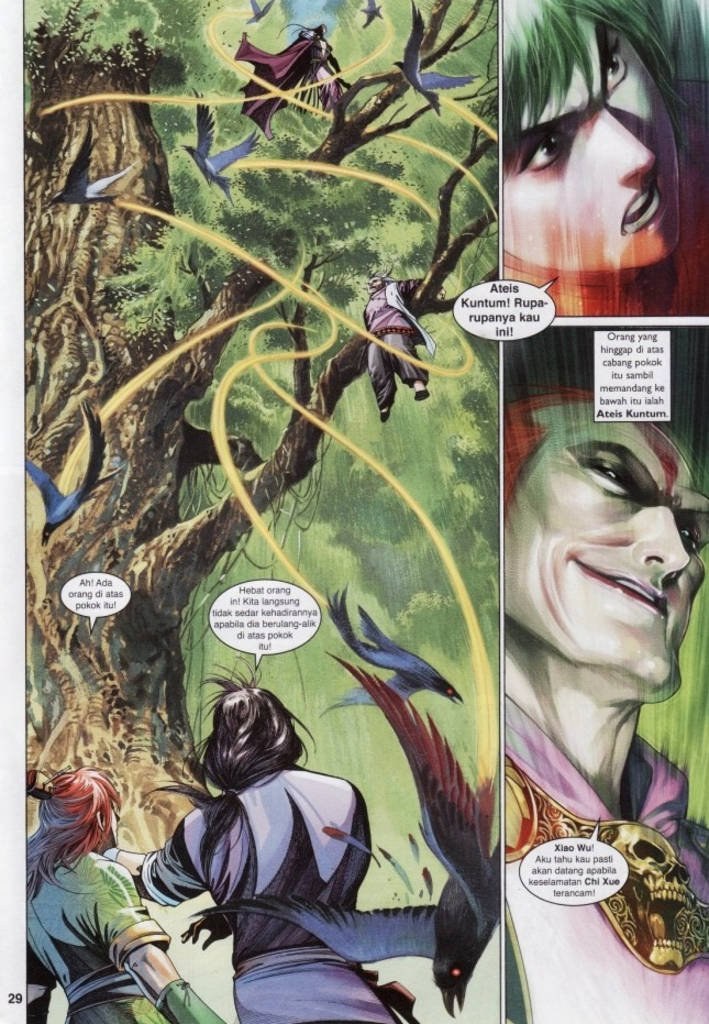 Ah! Ada
orang di atas
pokok itu!
Hebat orang
ini! Kita langsung
tidak sedar kehadirannya
apabila dia berulang-alik
di atas pokok
itu!
Ateis
Kuntum! Rupa-
rupanya kau
ini!
Orang yang
hinggap di atas
cabang pokok
itu sambil
memandang ke
bawah itu ialah
Ateis Kuntum.
Xiao Wu!
Aku tahu kau pasti
akan datang apabila
keselamatan Chi Xue
terancam!
29